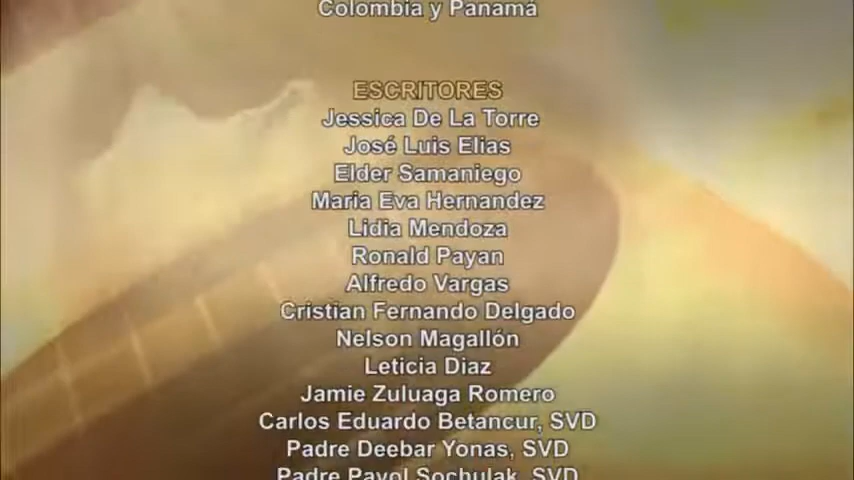 Colombia y Panamá
ESCRITORES
Jessica De La Torre
José Luis Elias
Elder Samaniego
Maria Eva Hernandez
Lidia Mendoza
Ronald Payan
Alfredo Vargas
Cristian Fernando Delgado
Nelson Magallón
Leticia Diaz
Jamie Zuluaga Romero
Carlos Eduardo Betancur, SVD
Padre Deebar Yonas, SVD
Padre Pavol Sochulak, SVD